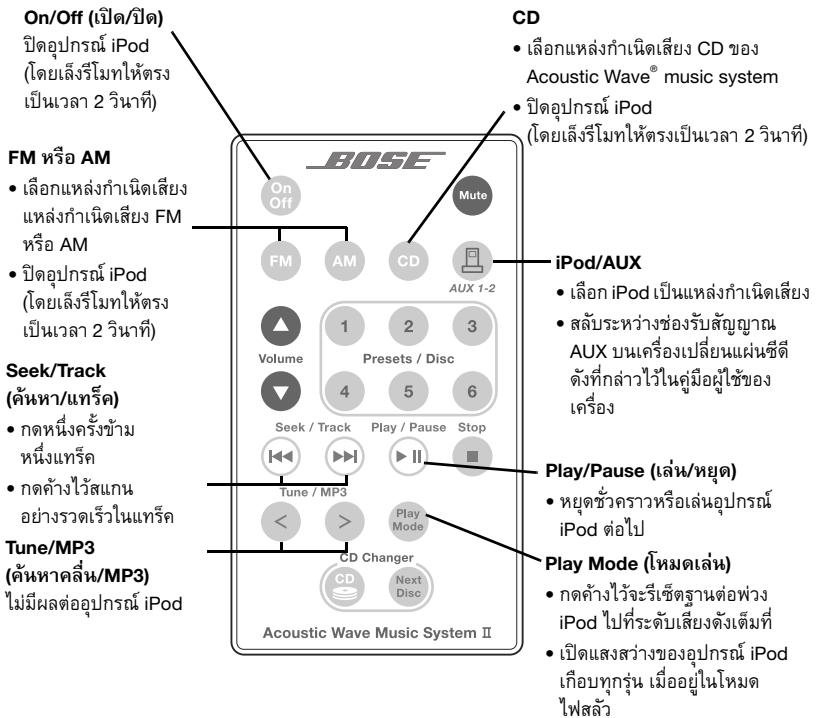 On/Off (เปิด/ปิด)
ปิดอุปกรณ์ iPod
(โดยเล็งรีโมทให้ตรง
เป็นเวลา 2 วินาที)
FM หรือ AM
• เลือกแหล่งกำเนิดเสียง
แหล่งกำเนิดเสียง FM
หรือ AM
• ปิดอุปกรณ์ iPod
(โดยเล็งรีโมทให้ตรง
เป็นเวลา 2 วินาที)
Seek/Track
(ค้นหา/แทร็ค)
• กดหนึ่งครั้งข้าม
หนึ่งแทร็ค
• กดค้างไว้สแกน
อย่างรวดเร็วในแทร็ค
Tune/MP3
(ค้นหาคลื่น/MP3)
ไม่มีผลต่ออุปกรณ์ iPod
BOSE
On
Off
Mute
FM
AM
CD
AUX 1-2
Volume
1
2
3
Presets / Disc
4
5
6
Seek / Track
Play / Pause
Stop
Tune / MP3
<
>
Play
Mode
CD Changer
CD
Next
Disc
Acoustic Wave Music System II
CD
• เลือกแหล่งกำเนิดเสียง CD ของ
Acoustic Wave® music system
• ปิดอุปกรณ์ iPod
(โดยเล็งรีโมทให้ตรงเป็นเวลา 2 วินาที)
iPod/AUX
• เลือก iPod เป็นแหล่งกำเนิดเสียง
• สลับระหว่างช่องรับสัญญาณ
AUX บนเครื่องเปลี่ยนแผ่นซีดี
ดังที่กล่าวไว้ในคู่มือผู้ใช้ของ
เครื่อง
Play/Pause (เล่น/หยุด)
• หยุดชั่วคราวหรือเล่นอุปกรณ์
iPod ต่อไป
Play Mode (โหมดเล่น)
• กดค้างไว้จะรีเซ็ตฐานต่อพ่วง
iPod ไปที่ระดับเสียงดังเต็มที่
• เปิดแสงสว่างของอุปกรณ์ iPod
เกือบทุกรุ่น เมื่ออยู่ในโหมด
ไฟสลัว